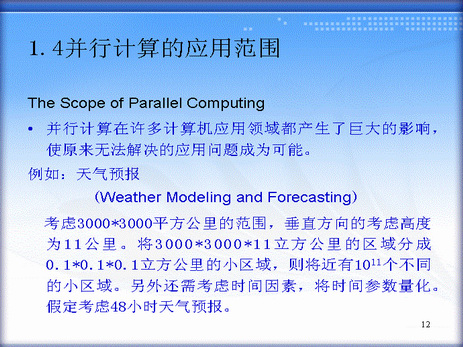 1.4并行计算的应用范围
The Scope of Parallel Computing
• 并行计算在许多计算机应用领域都产生了巨大的影响，
使原来无法解决的应用问题成为可能。
例如：天气预报
(Weather Modeling and Forecasting)
考虑3000*3000平方公里的范围，垂直方向的考虑高度
为11公里。将3000*3000*11立方公里的区域分成
0.1*0.1*0.1立方公里的小区域，则将近有10¹¹个不同
的小区域。另外还需考虑时间因素，将时间参数量化。
假定考虑48小时天气预报。
12